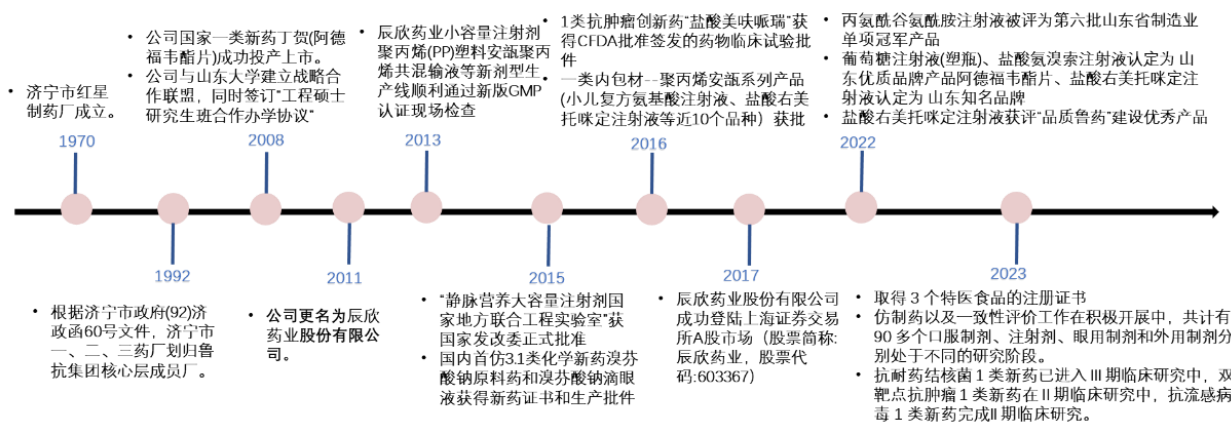 • 济宁市红星
制药厂成立。
1970
• 根据济宁市政府(92)济
政函60号文件，济宁市
一、二、三药厂划归鲁
抗集团核心层成员厂。
1992
• 公司国家一类新药丁贺(阿德
福韦酯片)成功投产上市。
• 公司与山东大学建立战略合
作联盟，同时签订"工程硕士
研究生班合作办学协议"
2008
2011
• 公司更名为辰欣
药业股份有限公
司。
• 辰欣药业小容量注射剂
聚丙烯(PP)塑料安瓿聚丙
烯共混输液等新剂型生
产线顺利通过新版GMP
认证现场检查
2013
2015
• "静脉营养大容量注射剂国
家地方联合工程实验室"获
国家发改委正式批准
• 国内首仿3.1类化学新药溴芬
酸钠原料药和溴芬酸钠滴眼
液获得新药证书和生产批件
• 1类抗肿瘤创新药"盐酸美呋哌瑞"获
得CFDA批准签发的药物临床试验批
件
• 一类内包材--聚丙烯安瓿系列产品
(小儿复方氨基酸注射液、盐酸右美
托咪定注射液等近10个品种）获批
2016
2017
• 辰欣药业股份有限公司
成功登陆上海证券交易
所A股市场（股票简称:
辰欣药业，股票代
码:603367)
• 丙氨酰谷氨酰胺注射液被评为第六批山东省制造业
单项冠军产品
• 葡萄糖注射液(塑瓶)、盐酸氨溴索注射液认定为 山
东优质品牌产品阿德福韦酯片、盐酸右美托咪定注
射液认定为 山东知名品牌
• 盐酸右美托咪定注射液获评"品质鲁药"建设优秀产品
2022
2023
• 取得 3 个特医食品的注册证书
• 仿制药以及一致性评价工作在积极开展中，共计有
90 多个口服制剂、注射剂、眼用制剂和外用制剂分
别处于不同的研究阶段。
• 抗耐药结核菌 1 类新药已进入 III 期临床研究中，双
靶点抗肿瘤 1 类新药在 II 期临床研究中，抗流感病
毒 1 类新药完成II 期临床研究。